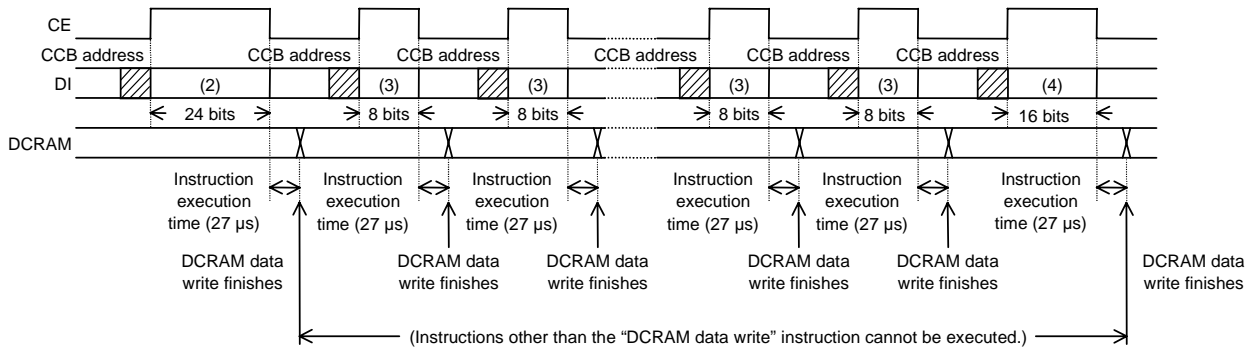 CE
CCB address CCB address CCB address CCB address CCB address CCB address
DI (2) (3) (3) (3) (3) (4)
24 bits 8 bits 8 bits 8 bits 8 bits 16 bits
DCRAM
Instruction Instruction Instruction Instruction Instruction Instruction
execution execution execution execution execution execution
time (27 µs) time (27 µs) time (27 µs) time (27 µs) time (27 µs) time (27 µs)
DCRAM data DCRAM data DCRAM data DCRAM data DCRAM data DCRAM data
write finishes write finishes write finishes write finishes write finishes write finishes
(Instructions other than the “DCRAM data write” instruction cannot be executed.)